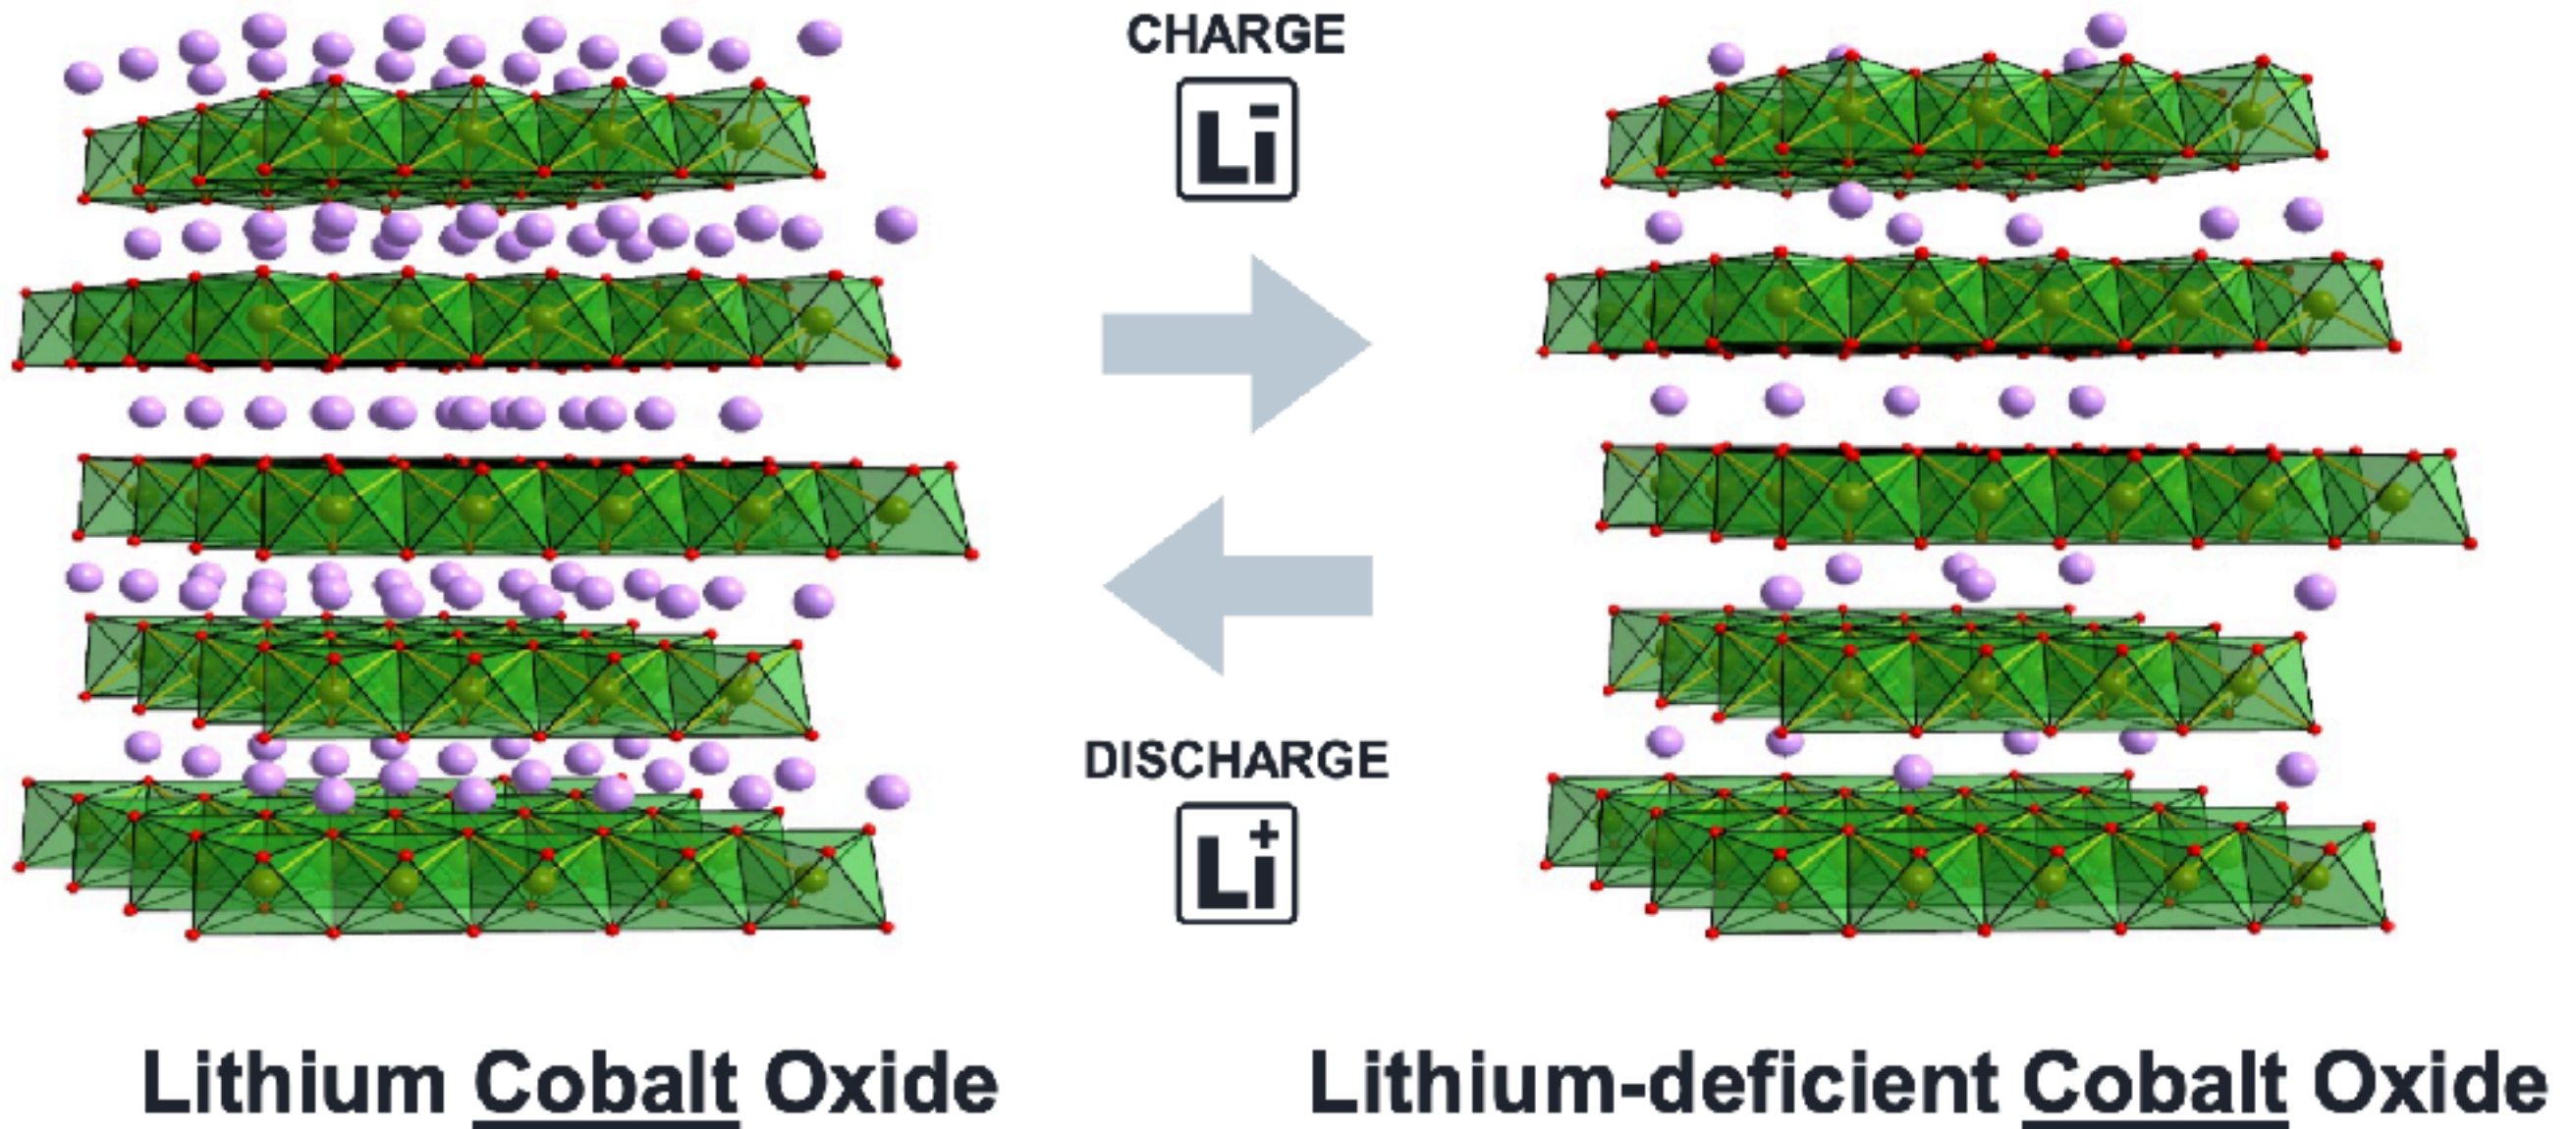 CHARGE
Li-
DISCHARGE
Li+
Lithium Cobalt Oxide
Lithium-deficient Cobalt Oxide